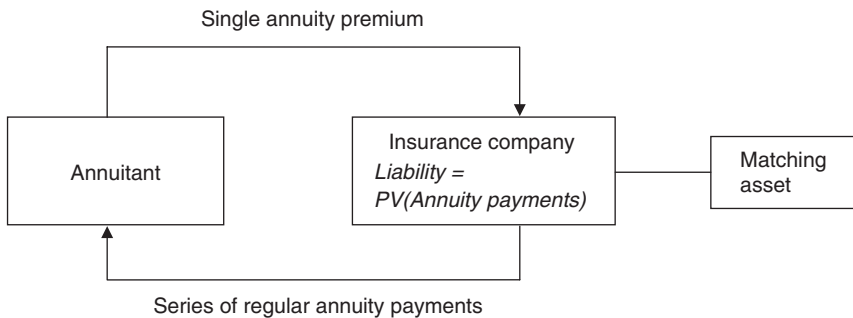 Single annuity premium
Annuitant
Insurance company
Liability =
PV(Annuity payments)
Matching
asset
Series of regular annuity payments